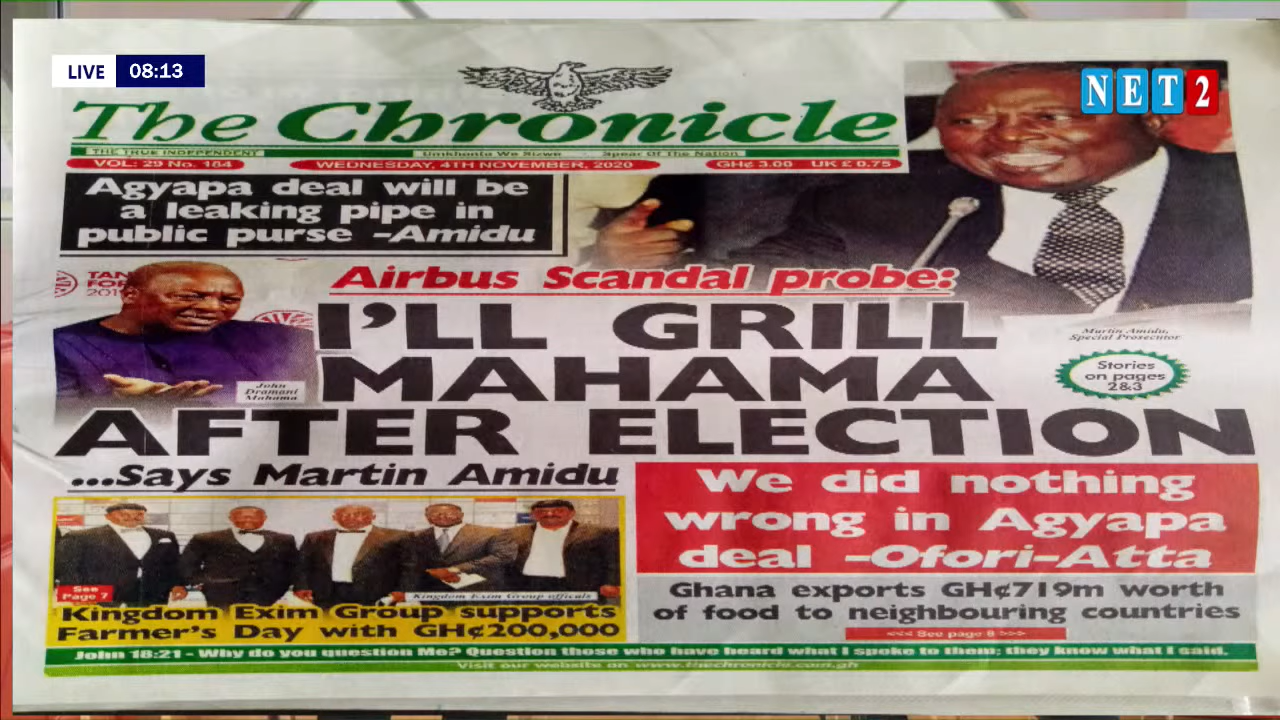 LIVE 08:13
NET2
The Chronicle
THE TRUE INDEPENDENT Umkhonto We Sizwe Spear Of The Nation
VOL: 29 No. 184 WEDNESDAY, 4TH NOVEMBER, 2020 GH¢ 3.00 UK £ 0.75
Agyapa deal will be
a leaking pipe in
public purse -Amidu
Airbus Scandal probe:
I'LL GRILL
MAHAMA
AFTER ELECTION
...Says Martin Amidu
John
Dramani
Mahama
Martin Amidu,
Special Prosecutor
Stories
on pages
2&3
We did nothing
wrong in Agyapa
deal -Ofori-Atta
See
Page 7
Kingdom Exim Group officials
Kingdom Exim Group supports
Farmer's Day with GH¢200,000
Ghana exports GH¢719m worth
of food to neighbouring countries
<<< See page 8 >>>
John 18:21 - Why do you question Me? Question those who have heard what I spoke to them; they know what I said.
Visit our website on www.thechronicle.com.gh